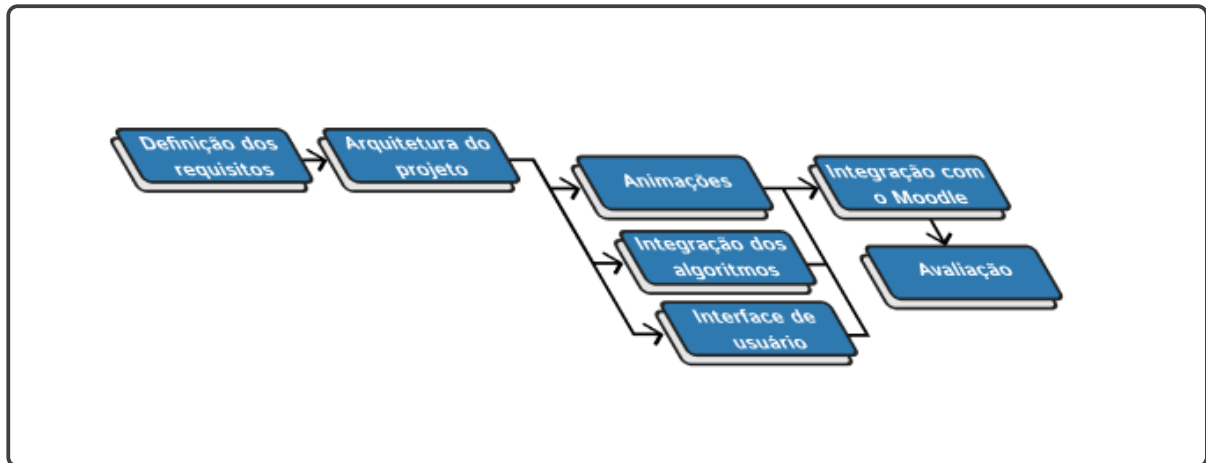 Definição dos
requisitos
Arquitetura do
projeto
Animações
Integração dos
algoritmos
Interface de
usuário
Integração com
o Moodle
Avaliação